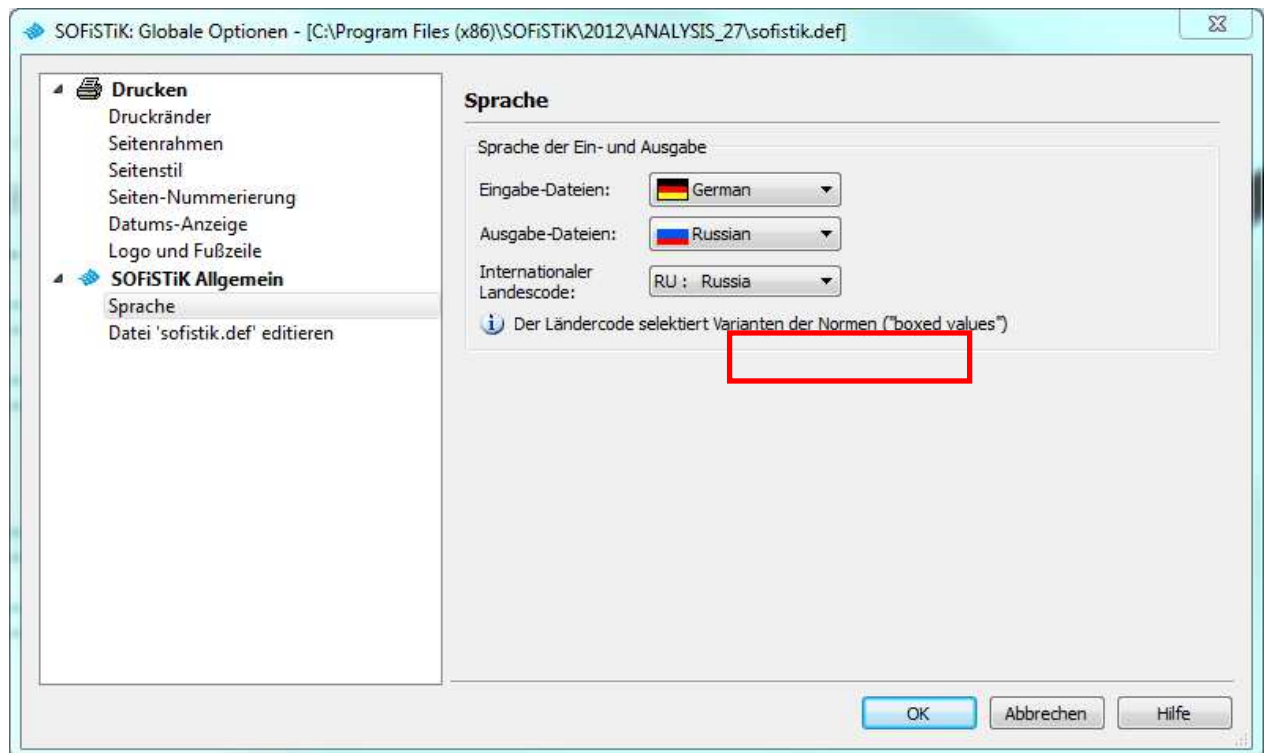 SOFiSTiK: Globale Optionen - [C:\Program Files (x86)\SOFiSTiK\2012\ANALYSIS_27\sofistik.def]
Drucken
Druckränder
Seitenrahmen
Seitenstil
Seiten-Nummerierung
Datums-Anzeige
Logo und Fußzeile
SOFiSTiK Allgemein
Sprache
Datei 'sofistik.def' editieren
Sprache
Sprache der Ein- und Ausgabe
Eingabe-Dateien: German
Ausgabe-Dateien: Russian
Internationaler
Landescode: RU : Russia
Der Ländercode selektiert Varianten der Normen ("boxed values")
OK Abbrechen Hilfe